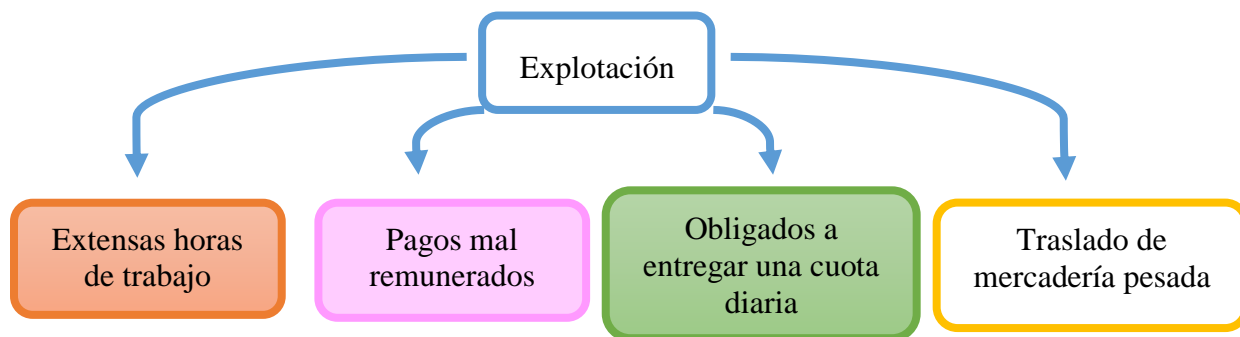 Explotación
Extensas horas
de trabajo
Pagos mal
remunerados
Obligados a
entregar una cuota
diaria
Traslado de
mercadería pesada